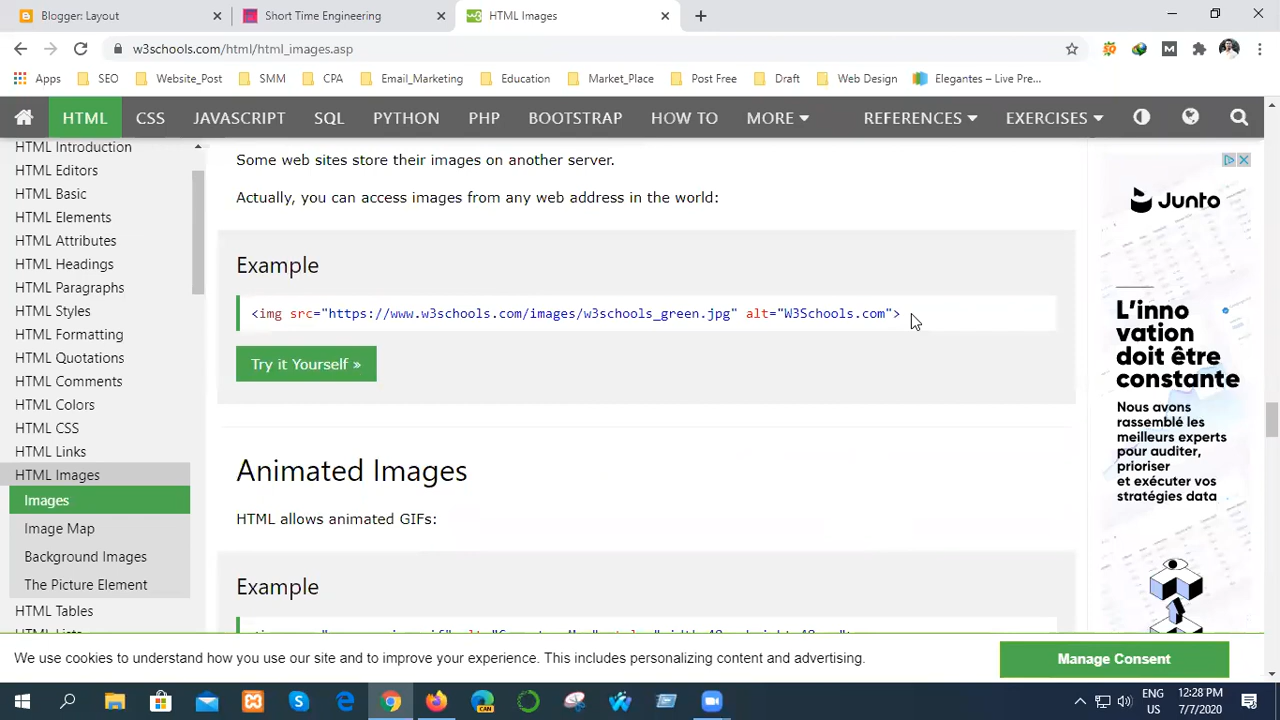 Blogger: Layout
Short Time Engineering
HTML Images
w3schools.com/html/html_images.asp
Apps SEO Website_Post SMM CPA Email_Marketing Education Market_Place Post Free Draft Web Design Elegantes – Live Pre...
HTML CSS JAVASCRIPT SQL PYTHON PHP BOOTSTRAP HOW TO MORE REFERENCES EXERCISES
HTML Introduction
HTML Editors
HTML Basic
HTML Elements
HTML Attributes
HTML Headings
HTML Paragraphs
HTML Styles
HTML Formatting
HTML Quotations
HTML Comments
HTML Colors
HTML CSS
HTML Links
HTML Images
Images
Image Map
Background Images
The Picture Element
HTML Tables
Some web sites store their images on another server.
Actually, you can access images from any web address in the world:
Example
<img src="https://www.w3schools.com/images/w3schools_green.jpg" alt="W3Schools.com">
Try it Yourself »
Animated Images
HTML allows animated GIFs:
Example
Junto
L'inno
vation
doit être
constante
Nous avons
rassemblé les
meilleurs experts
pour auditer,
prioriser
et exécuter vos
stratégies data
We use cookies to understand how you use our site and to improve your experience. This includes personalizing content and advertising.
Manage Consent
ENG
US
12:28 PM
7/7/2020